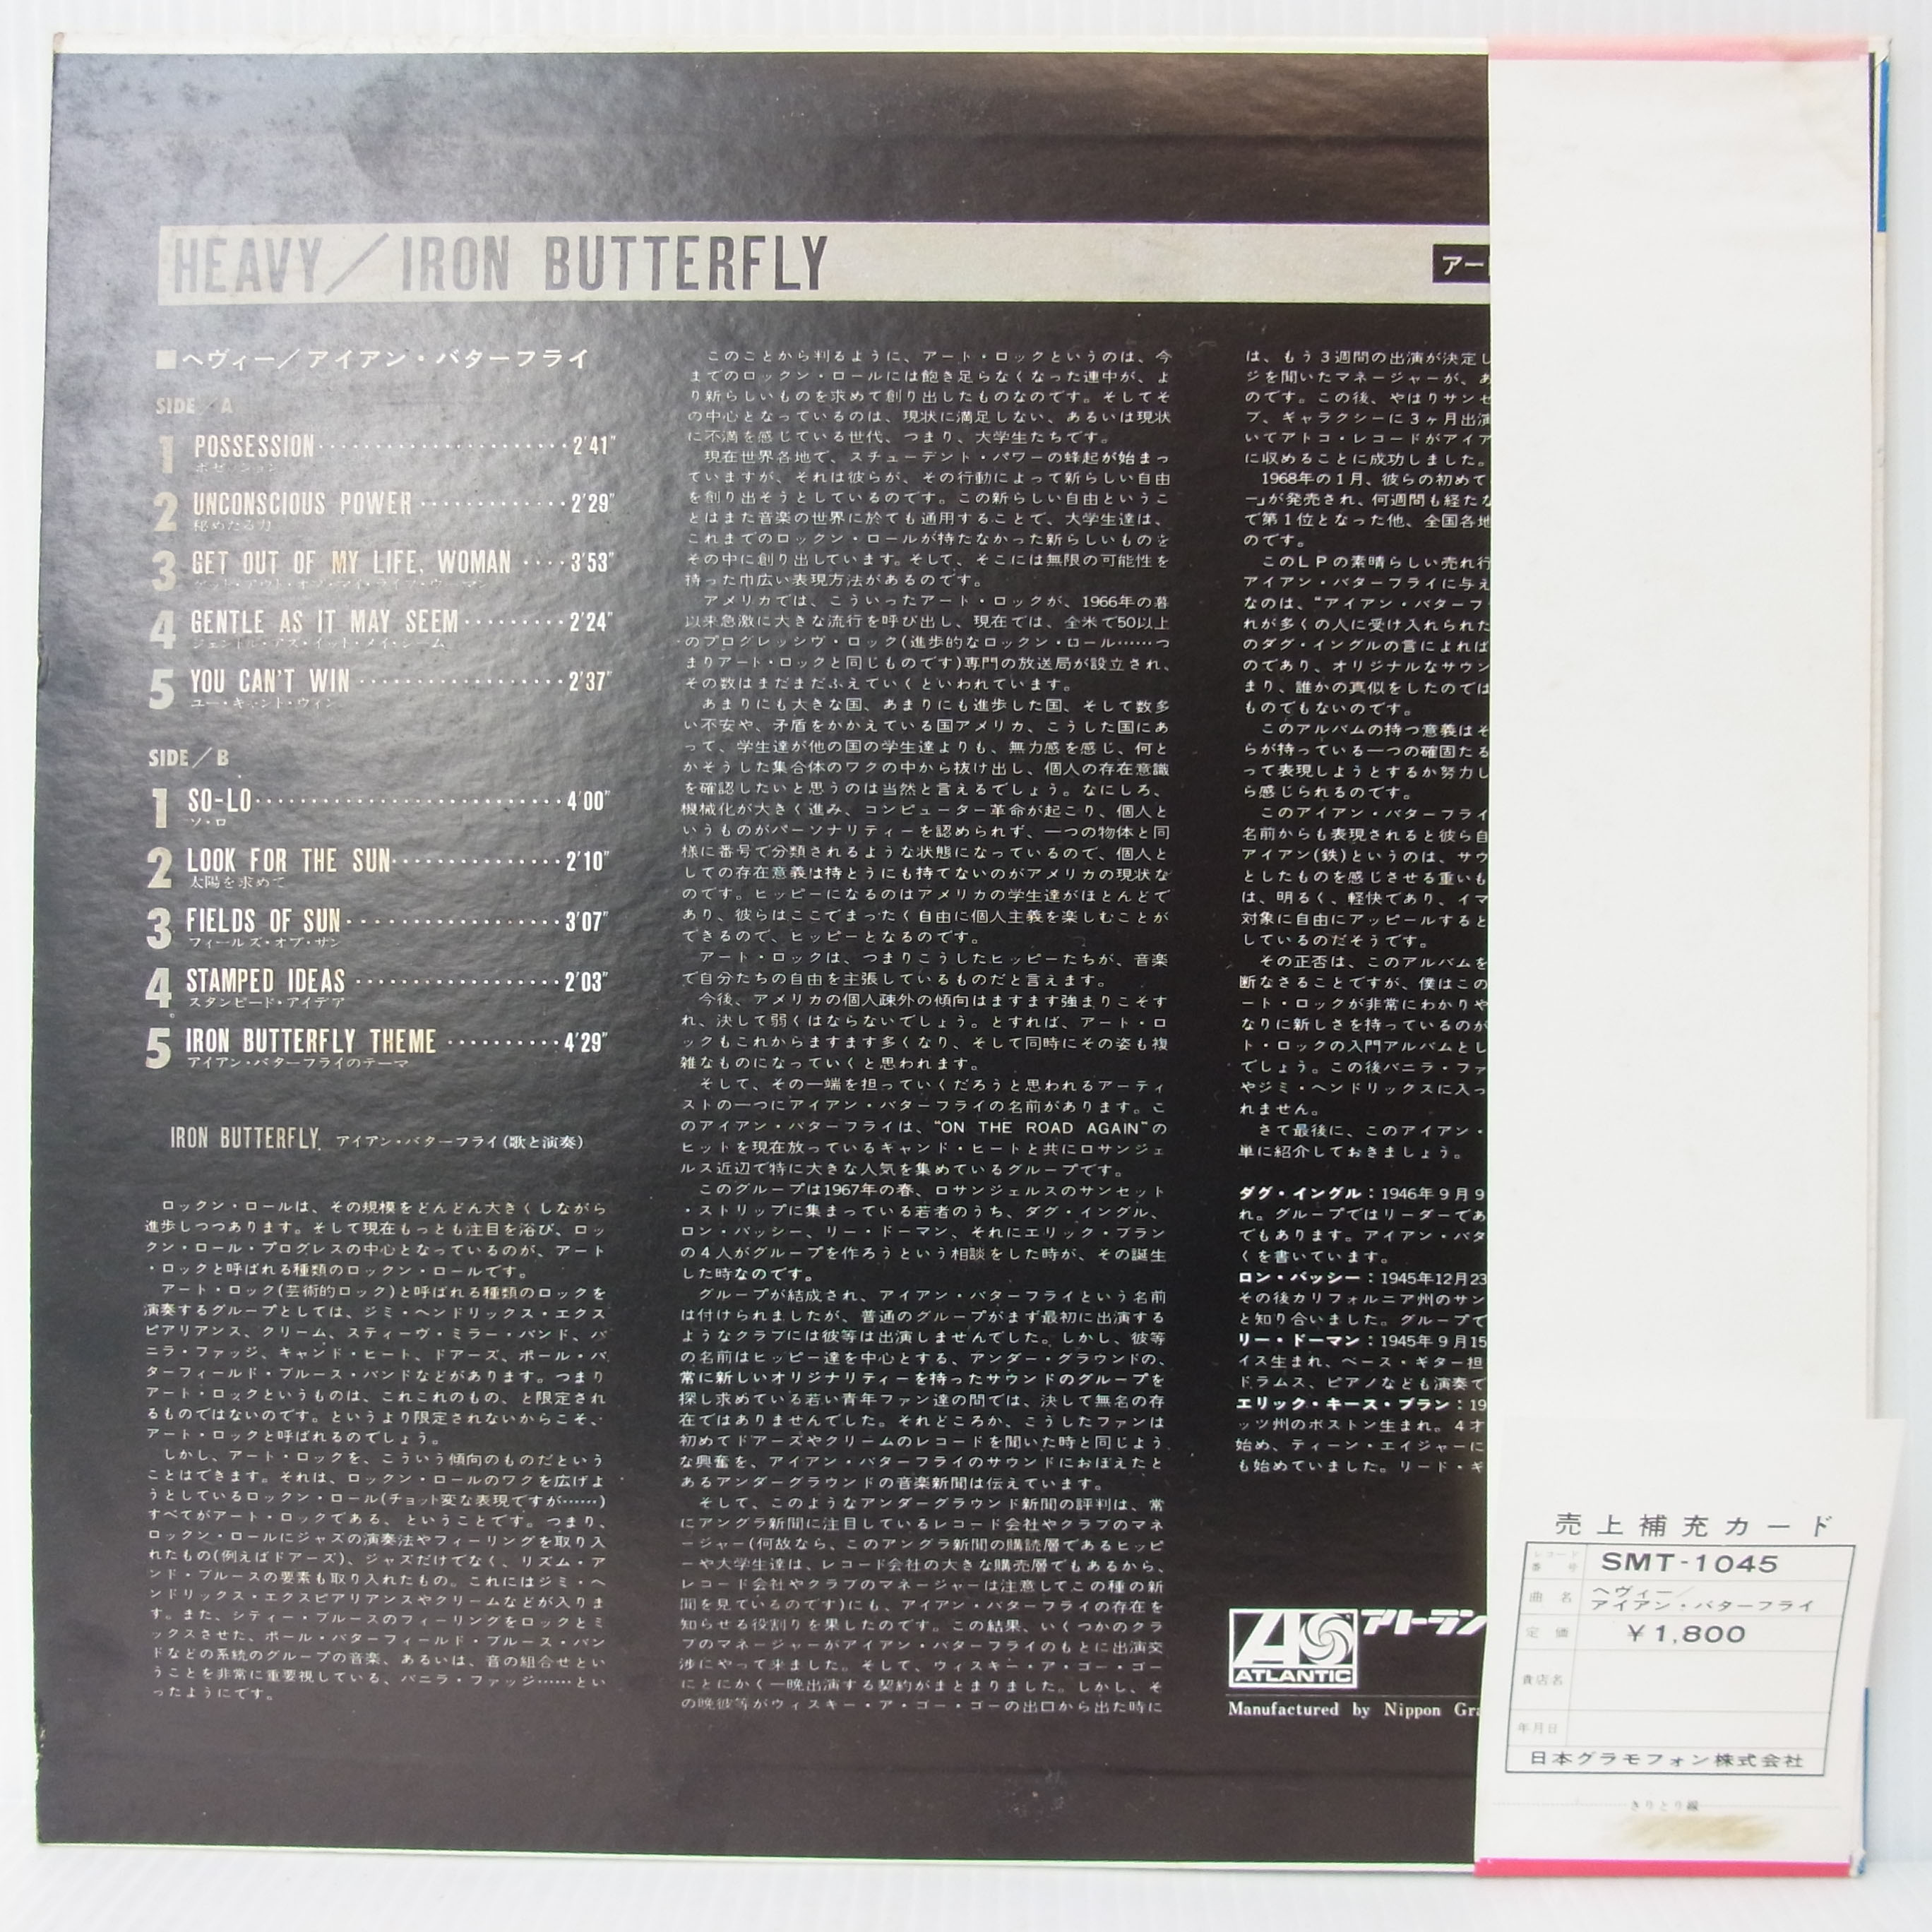 HEAVY／IRON BUTTERFLY
アー
■ヘヴィー／アイアン・バターフライ
SIDE／A
1 POSSESSION 2'41"
ポゼッション
2 UNCONSCIOUS POWER 2'29"
秘めたる力
3 GET OUT OF MY LIFE, WOMAN 3'53"
ゲット・アウト・オブ・マイ・ライフ・ウーマン
4 GENTLE AS IT MAY SEEM 2'24"
ジェントル・アズ・イット・メイ・シーム
5 YOU CAN'T WIN 2'37"
ユー・キャント・ウィン
SIDE／B
1 SO-LO 4'00"
ソ・ロ
2 LOOK FOR THE SUN 2'10"
太陽を求めて
3 FIELDS OF SUN 3'07"
フィールズ・オブ・サン
4 STAMPED IDEAS 2'03"
スタンピード・アイデア
5 IRON BUTTERFLY THEME 4'29"
アイアン・バターフライのテーマ
IRON BUTTERFLY. アイアン・バターフライ(歌と演奏)
ロックン・ロールは、その規模をどんどん大きくしながら
進歩しつつあります。そして現在もっとも注目を浴び、ロッ
クン・ロール・プログレスの中心となっているのが、アート
・ロックと呼ばれる種類のロックン・ロールです。
アート・ロック(芸術的ロック)と呼ばれる種類のロックを
演奏するグループとしては、ジミ・ヘンドリックス・エクス
ピアリアンス、クリーム、スティーヴ・ミラー・バンド、バ
ニラ・ファッジ、キャンド・ヒート、ドアーズ、ポール・バ
ターフィールド・ブルース・バンドなどがあります。つまり
アート・ロックというものは、これこれのもの、と限定され
るものではないのです。というより限定されないからこそ、
アート・ロックと呼ばれるのでしょう。
しかし、アート・ロックを、こういう傾向のものだという
ことはできます。それは、ロックン・ロールのワクを広げよ
うとしているロックン・ロール(チョット変な表現ですが……)
すべてがアート・ロックである、ということです。つまり、
ロックン・ロールにジャズの演奏法やフィーリングを取り入
れたもの(例えばドアーズ)、ジャズだけでなく、リズム・ア
ンド・ブルースの要素も取り入れたもの。これにはジミ・ヘ
ンドリックス・エクスピアリアンスやクリームなどが入りま
す。また、シティー・ブルースのフィーリングをロックとミ
ックスさせた、ポール・バターフィールド・ブルース・バン
ドなどの系統のグループの音楽、あるいは、音の組合せとい
うことを非常に重要視している、バニラ・ファッジ……とい
ったようにです。
このことから判るように、アート・ロックというのは、今
までのロックン・ロールには飽き足らなくなった連中が、よ
り新らしいものを求めて創り出したものなのです。そしてそ
の中心となっているのは、現状に満足しない、あるいは現状
に不満を感じている世代、つまり、大学生たちです。
現在世界各地で、スチューデント・パワーの蜂起が始まっ
ていますが、それは彼らが、その行動によって新らしい自由
を創り出そうとしているのです。この新らしい自由というこ
とはまた音楽の世界に於ても通用することで、大学生達は、
これまでのロックン・ロールが持たなかった新らしいものを
その中に創り出しています。そして、そこには無限の可能性を
持った巾広い表現方法があるのです。
アメリカでは、こういったアート・ロックが、1966年の暮
以来急激に大きな流行を呼び出し、現在では、全米で50以上
のプログレッシヴ・ロック(進歩的なロックン・ロール……つ
まりアート・ロックと同じものです)専門の放送局が設立され、
その数はまだまだふえていくといわれています。
あまりにも大きな国、あまりにも進歩した国、そして数多
い不安や、矛盾をかかえている国アメリカ、こうした国にあ
って、学生達が他の国の学生達よりも、無力感を感じ、何と
かそうした集合体のワクの中から抜け出し、個人の存在意識
を確認したいと思うのは当然と言えるでしょう。なにしろ、
機械化が大きく進み、コンピューター革命が起こり、個人と
いうものがパーソナリティーを認められず、一つの物体と同
様に番号で分類されるような状態になっているので、個人と
しての存在意義は持とうにも持てないのがアメリカの現状な
のです。ヒッピーになるのはアメリカの学生達がほとんどで
あり、彼らはここでまったく自由に個人主義を楽しむことが
できるので、ヒッピーとなるのです。
アート・ロックは、つまりこうしたヒッピーたちが、音楽
で自分たちの自由を主張しているものだと言えます。
今後、アメリカの個人疎外の傾向はますます強まりこそす
れ、決して弱くはならないでしょう。とすれば、アート・ロ
ックもこれからますます多くなり、そして同時にその姿も複
雑なものになっていくと思われます。
そして、その一端を担っていくだろうと思われるアーティ
ストの一つにアイアン・バターフライの名前があります。こ
のアイアン・バターフライは、"ON THE ROAD AGAIN"の
ヒットを現在放っているキャンド・ヒートと共にロサンジェ
ルス近辺で特に大きな人気を集めているグループです。
このグループは1967年の春、ロサンジェルスのサンセット
・ストリップに集まっている若者のうち、ダグ・イングル、
ロン・バッシー、リー・ドーマン、それにエリック・ブラン
の4人がグループを作ろうという相談をした時が、その誕生
した時なのです。
グループが結成され、アイアン・バターフライという名前
は付けられましたが、普通のグループがまず最初に出演する
ようなクラブには彼等は出演しませんでした。しかし、彼等
の名前はヒッピー達を中心とする、アンダー・グラウンドの、
常に新しいオリジナリティーを持ったサウンドのグループを
探し求めている若い青年ファン達の間では、決して無名の存
在ではありませんでした。それどころか、こうしたファンは
初めてドアーズやクリームのレコードを聞いた時と同じよう
な興奮を、アイアン・バターフライのサウンドにおぼえたと
あるアンダーグラウンドの音楽新聞は伝えています。
そして、このようなアンダーグラウンド新聞の評判は、常
にアングラ新聞に注目しているレコード会社やクラブのマネ
ージャー(何故なら、このアングラ新聞の購読層であるヒッピ
ーや大学生達は、レコード会社の大きな購売層でもあるから、
レコード会社やクラブのマネージャーは注意してこの種の新
聞を見ているのです)にも、アイアン・バターフライの存在を
知らせる役割りを果したのです。この結果、いくつかのクラ
ブのマネージャーがアイアン・バターフライのもとに出演交
渉にやって来ました。そして、ウィスキー・ア・ゴー・ゴー
にとにかく一晩出演する契約がまとまりました。しかし、そ
の晩彼等がウィスキー・ア・ゴー・ゴーの出口から出た時に
は、もう3週間の出演が決定し
ジを聞いたマネージャーが、あ
のです。この後、やはりサンセ
プ、ギャラクシーに3ヶ月出演
いてアトコ・レコードがアイア
に収めることに成功しました。
1968年の1月、彼らの初めて
ー」が発売され、何週間も経たな
で第1位となった他、全国各地
のです。
このLPの素晴らしい売れ行
アイアン・バターフライに与え
なのは、"アイアン・バターフ
れが多くの人に受け入れられた
のダグ・イングルの言によれば
のであり、オリジナルなサウン
まり、誰かの真似をしたのでは
ものでもないのです。
このアルバムの持つ意義はそ
らが持っている一つの確固たる
って表現しようとするか努力し
ら感じられるのです。
このアイアン・バターフライ
名前からも表現されると彼ら自
アイアン(鉄)というのは、サウ
としたものを感じさせる重いも
は、明るく、軽快であり、イマ
対象に自由にアッピールすると
しているのだそうです。
その正否は、このアルバムを
断なさることですが、僕はこの
ート・ロックが非常にわかりや
なりに新しさを持っているのが
ト・ロックの入門アルバムとし
でしょう。この後バニラ・ファ
やジミ・ヘンドリックスに入っ
れません。
さて最後に、このアイアン・
単に紹介しておきましょう。
ダグ・イングル：1946年9月9
れ。グループではリーダーであ
でもあります。アイアン・バタ
くを書いています。
ロン・バッシー：1945年12月23
その後カリフォルニア州のサン
と知り合いました。グループで
リー・ドーマン：1945年9月15
イス生まれ、ベース・ギター担
ドラムス、ピアノなども演奏で
エリック・キース・ブラン：19
ッツ州のボストン生まれ。4才
始め、ティーン・エイジャーに
も始めていました。リード・ギ
ATLANTIC アトラン
Manufactured by Nippon Gra
売上補充カード
レコード番号 SMT-1045
曲名 ヘヴィー／
アイアン・バターフライ
定価 ￥1,800
貴店名
年月日
日本グラモフォン株式会社
きりとり線